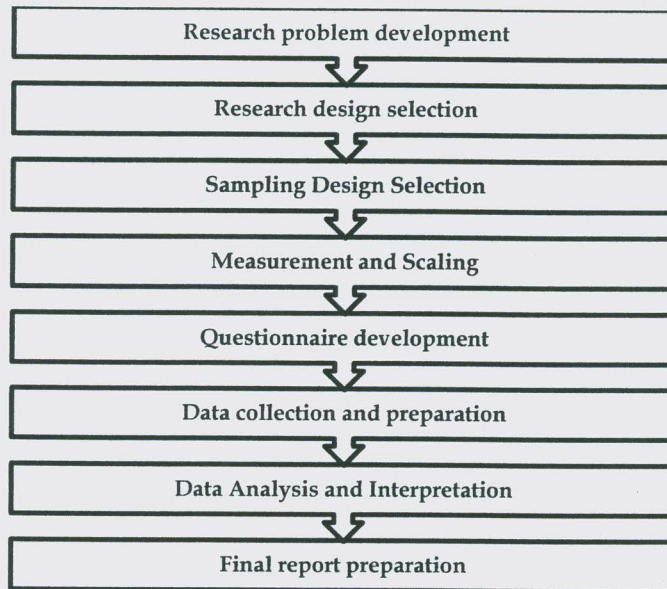 Research problem development
Research design selection
Sampling Design Selection
Measurement and Scaling
Questionnaire development
Data collection and preparation
Data Analysis and Interpretation
Final report preparation